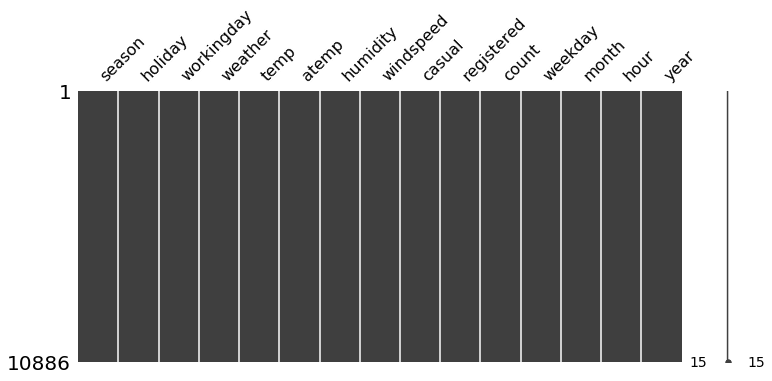 season holiday workingday weather temp atemp humidity windspeed casual registered count weekday month hour year
1
10886
15 15